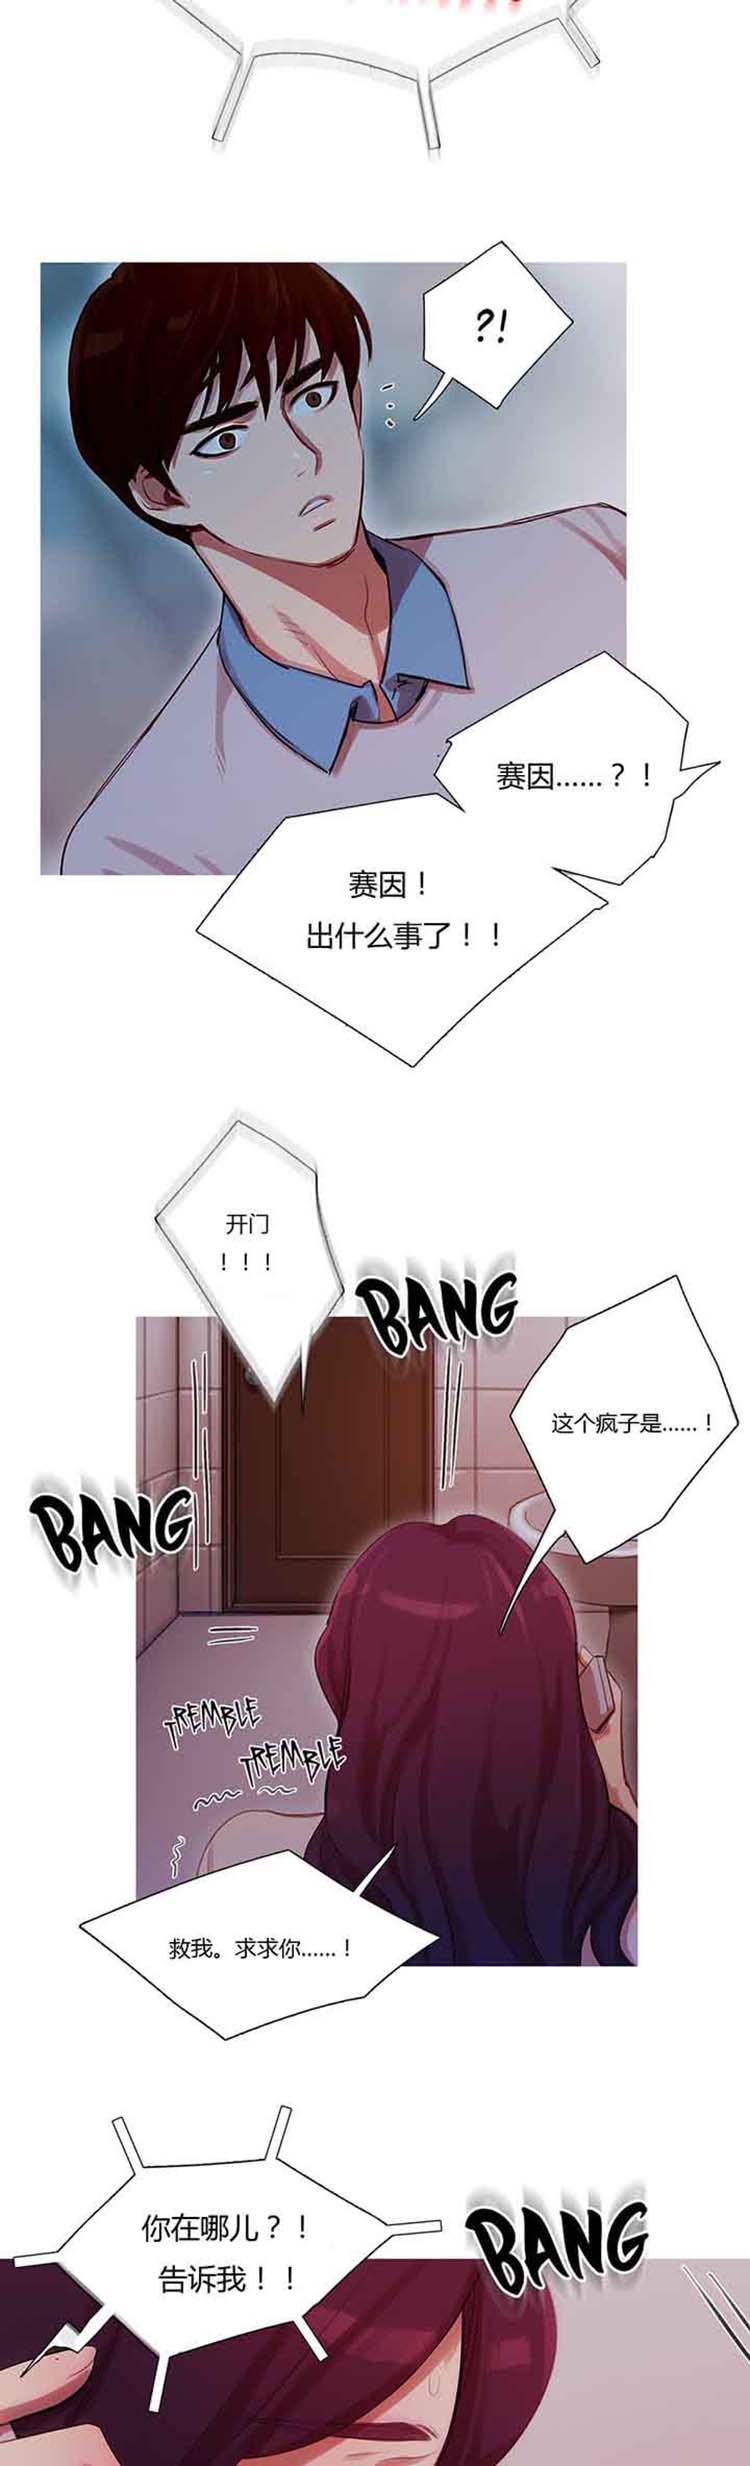 ?!
赛因……？！
赛因！
出什么事了！！
开门
！！！
BANG
这个疯子是……！
BANG
TREMBLE
TREMBLE
救我。求求你……！
你在哪儿？！
告诉我！！
BANG